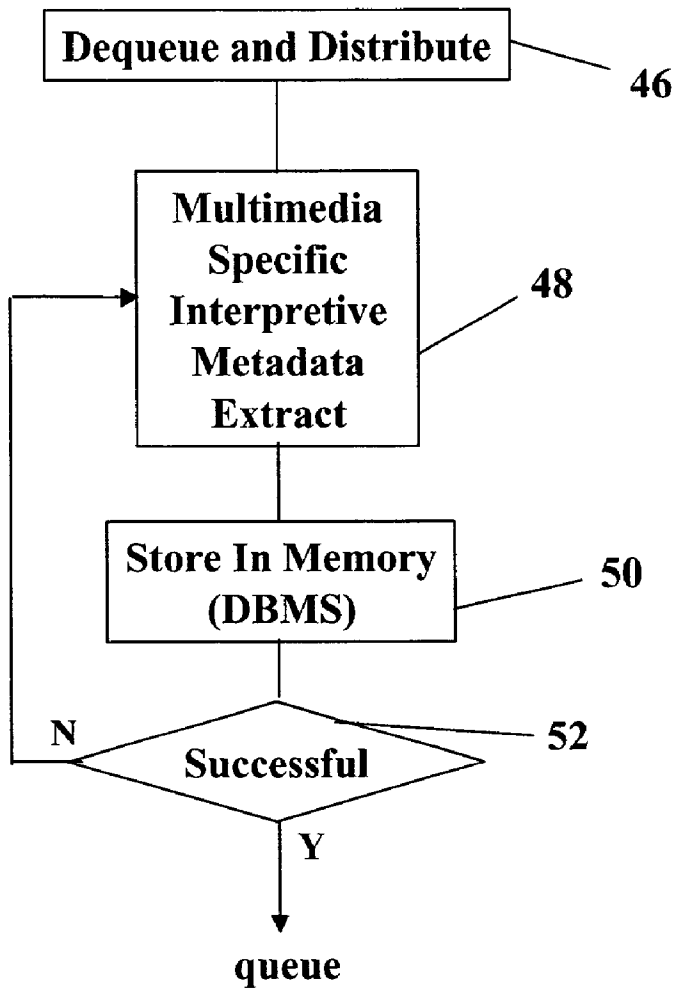 Dequeue and Distribute
46
Multimedia
Specific
Interpretive
Metadata
Extract
48
Store In Memory
(DBMS)
50
N
Successful
52
Y
queue